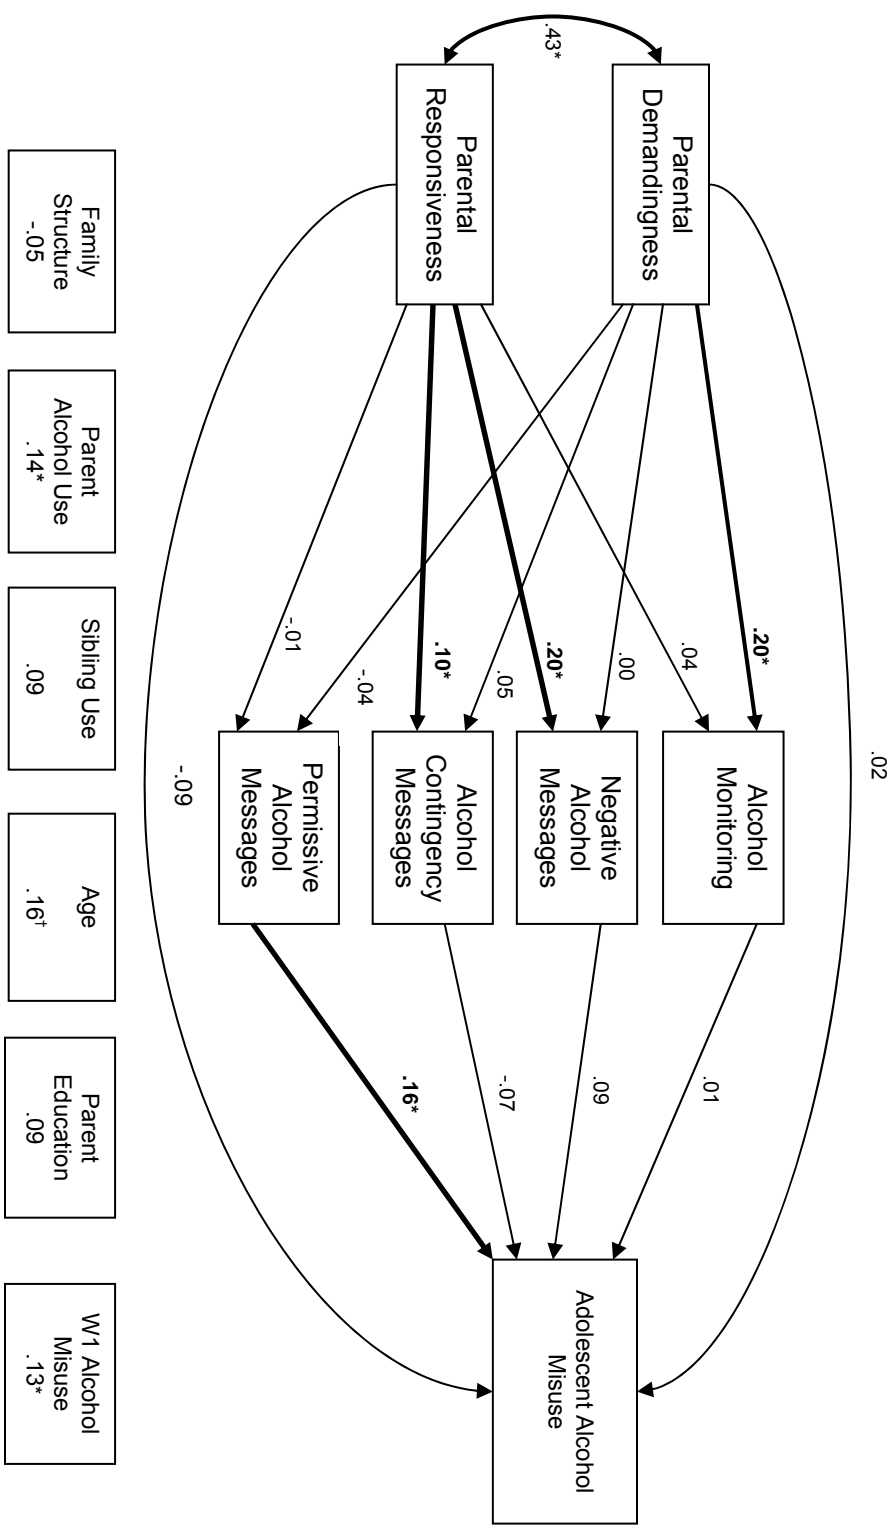 .02
.43*
Parental
Demandingness
Parental
Responsiveness
.20*
.04
.00
.20*
.05
.10*
-.04
-.01
Alcohol
Monitoring
Negative
Alcohol
Messages
Alcohol
Contingency
Messages
Permissive
Alcohol
Messages
.01
.09
-.07
.16*
Adolescent Alcohol
Misuse
-.09
Family
Structure
-.05
Parent
Alcohol Use
.14*
Sibling Use
.09
Age
.16†
Parent
Education
.09
W1 Alcohol
Misuse
.13*